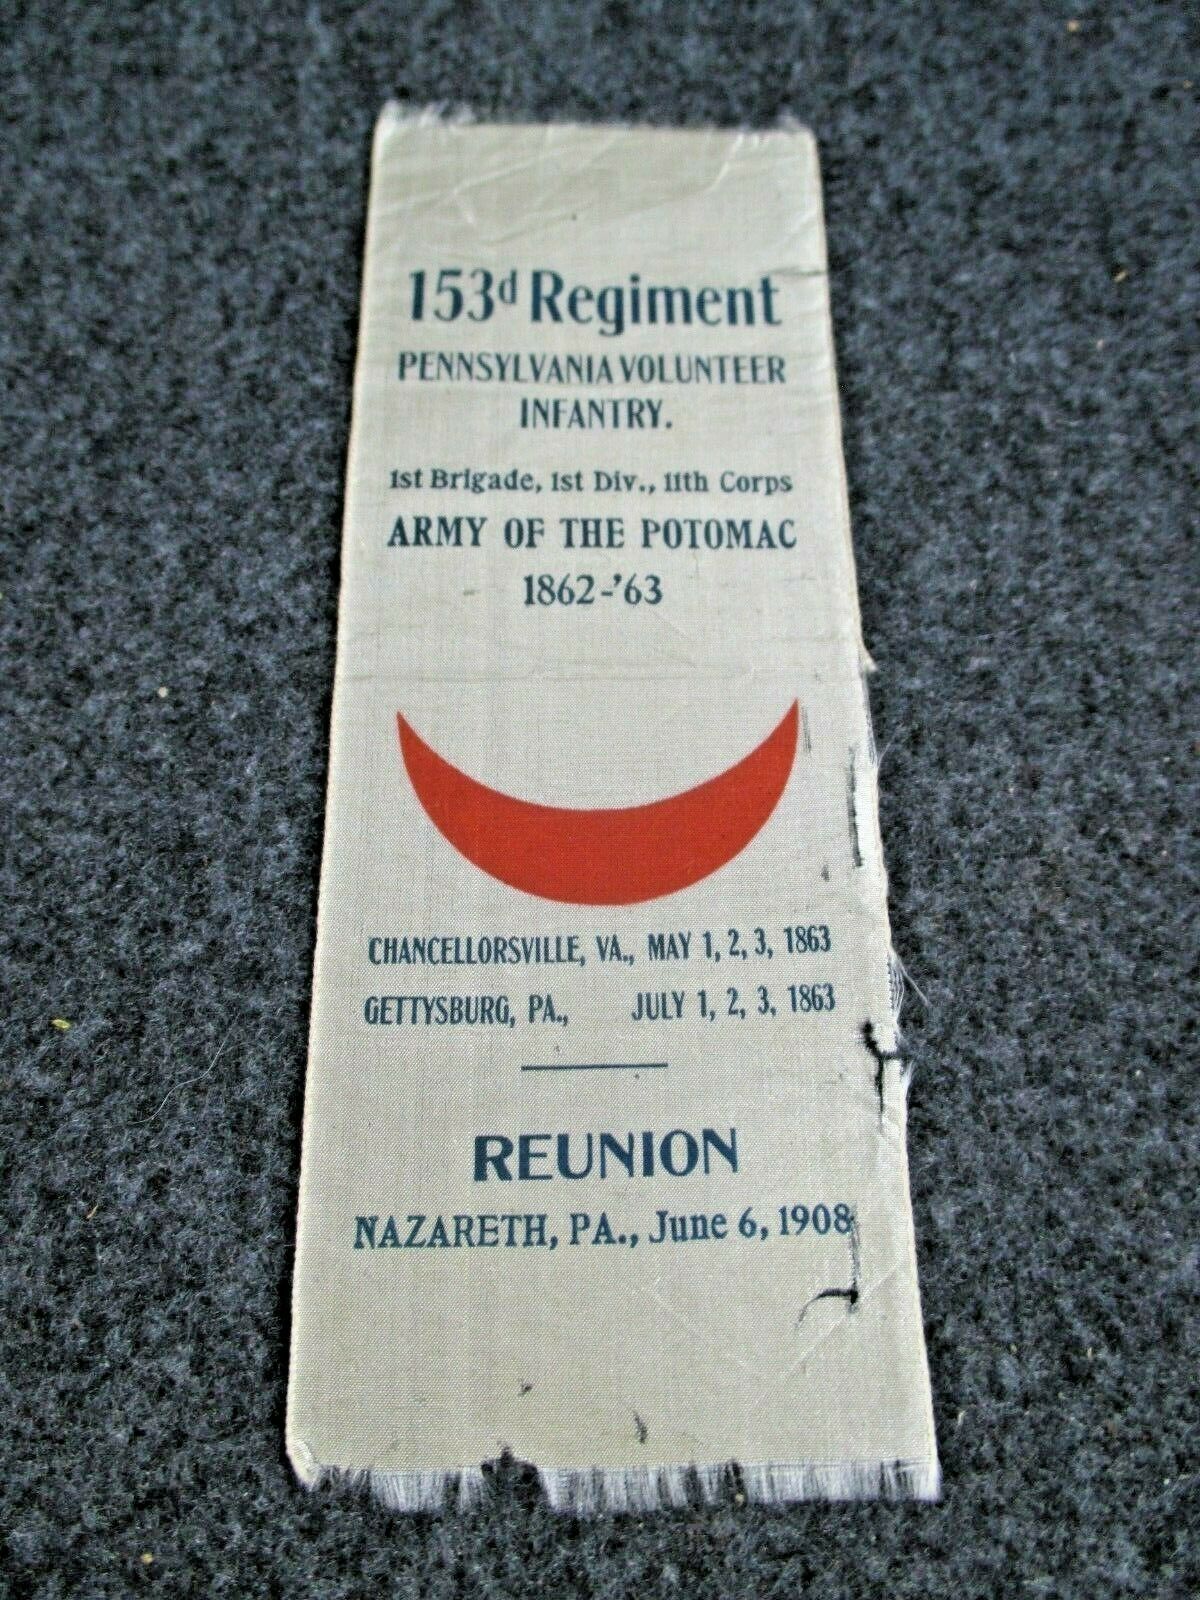 153d Regiment
PENNSYLVANIA VOLUNTEER
INFANTRY.
1st Brigade, 1st Div., 11th Corps
ARMY OF THE POTOMAC
1862-'63
CHANCELLORSVILLE, VA., MAY 1, 2, 3, 1863
GETTYSBURG, PA., JULY 1, 2, 3, 1863
REUNION
NAZARETH, PA., June 6, 1908